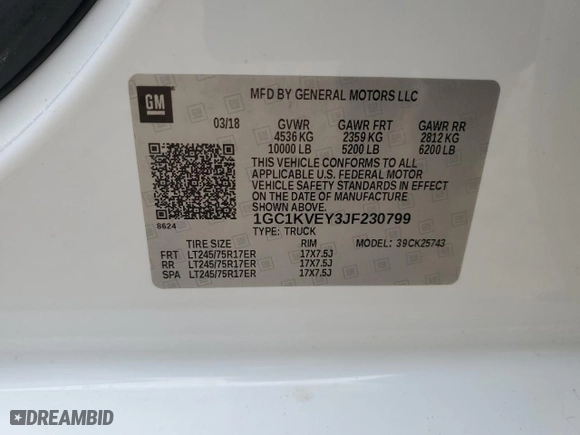 GM
MFD BY GENERAL MOTORS LLC
03/18 GVWR GAWR FRT GAWR RR
4536 KG 2359 KG 2812 KG
10000 LB 5200 LB 6200 LB
THIS VEHICLE CONFORMS TO ALL
APPLICABLE U.S. FEDERAL MOTOR
VEHICLE SAFETY STANDARDS IN EFFECT
ON THE DATE OF MANUFACTURE
SHOWN ABOVE.
8624
1GC1KVEY3JF230799
TYPE: TRUCK
TIRE SIZE RIM MODEL: 39CK25743
FRT LT245/75R17ER 17X7.5J
RR LT245/75R17ER 17X7.5J
SPA LT245/75R17ER 17X7.5J
DREAMBID